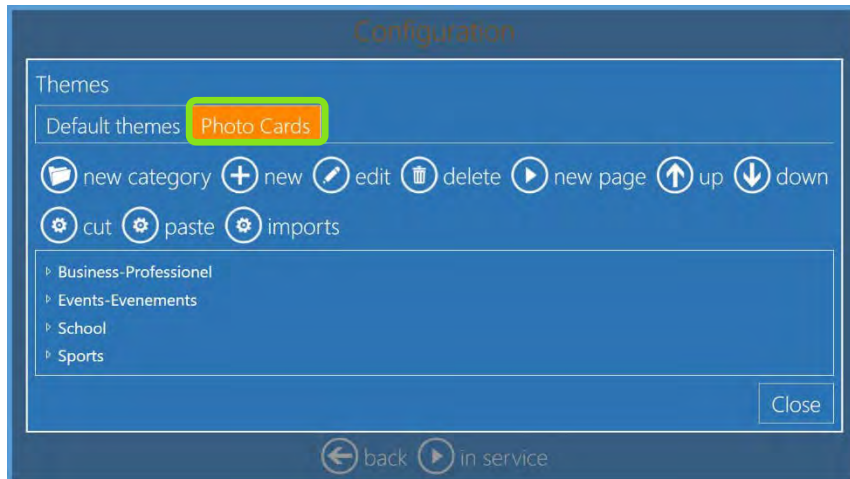 Configuration
Themes
Default themes Photo Cards
new category new edit delete new page up down
cut paste imports
Business-Professionel
Events-Evenements
School
Sports
Close
back in service